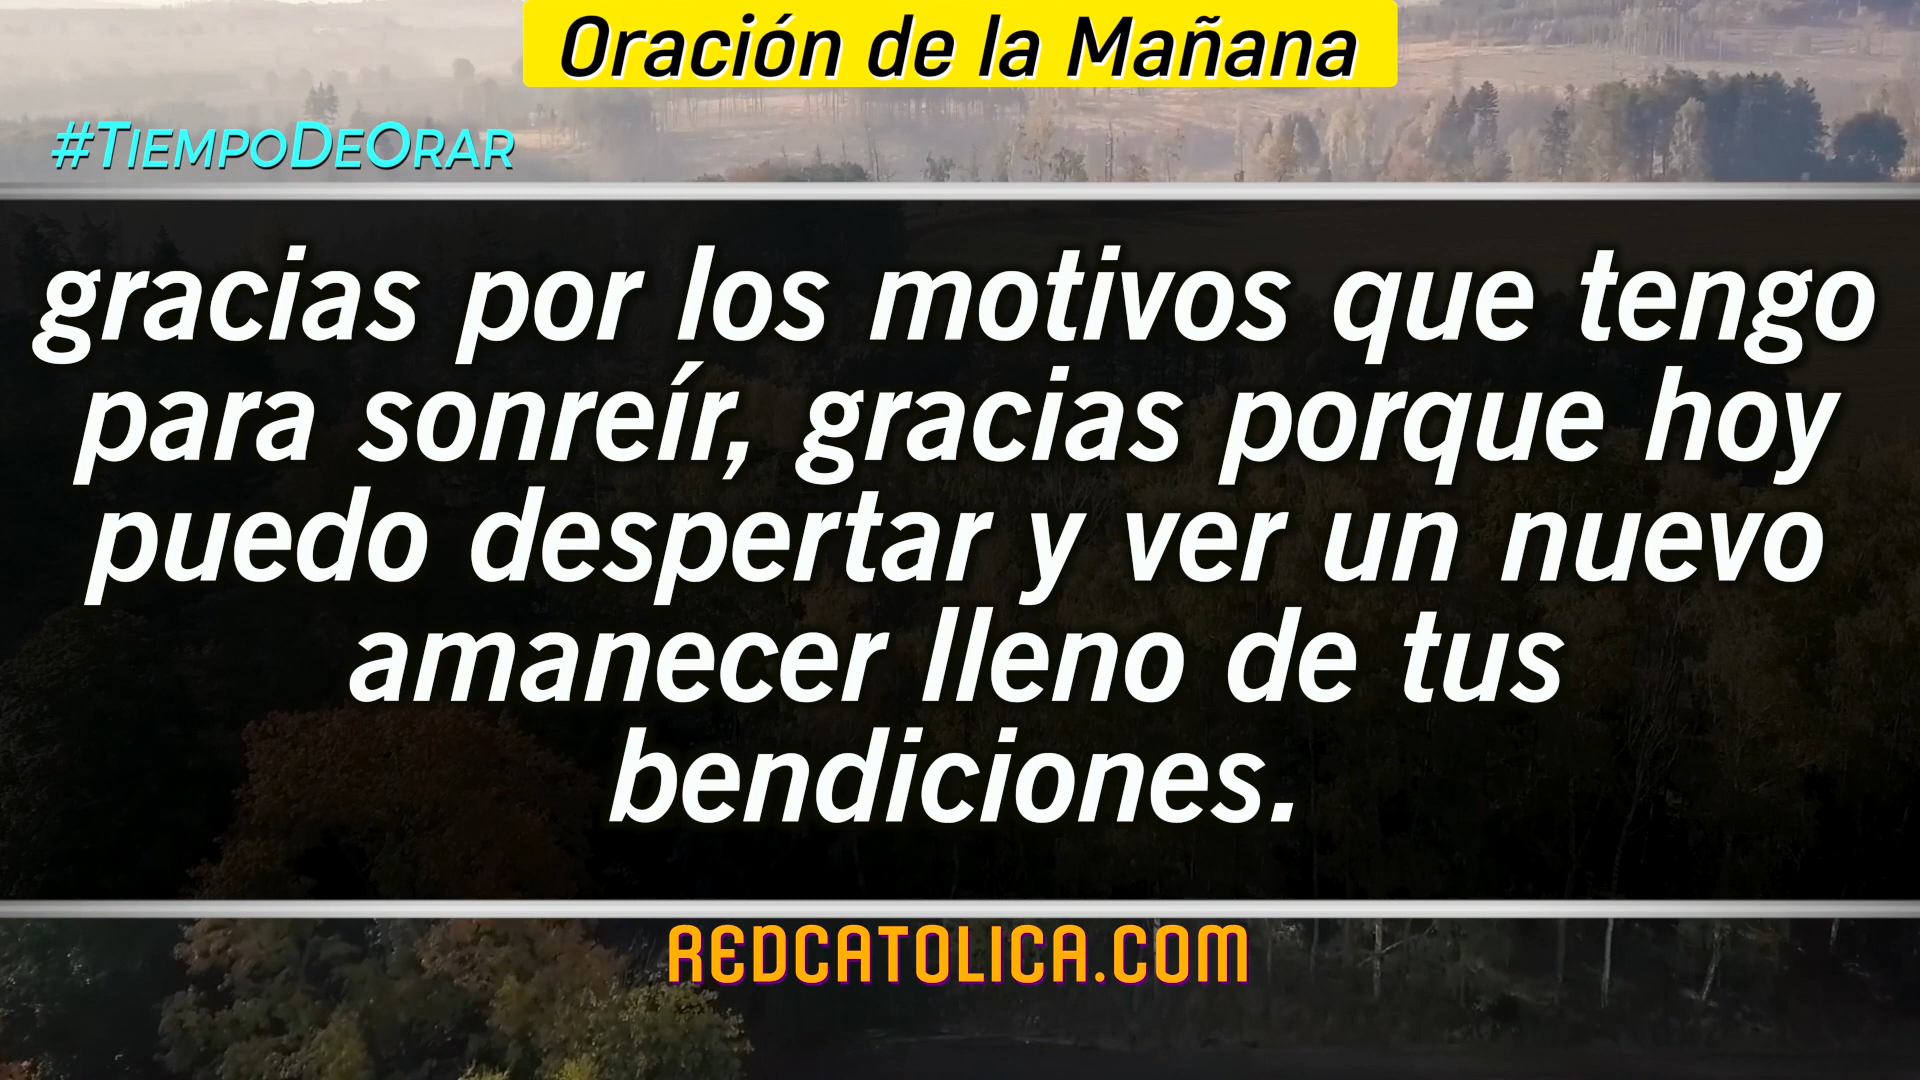 Oración de la Mañana
#TiempoDeOrar
gracias por los motivos que tengo
para sonreír, gracias porque hoy
puedo despertar y ver un nuevo
amanecer lleno de tus
bendiciones.
REDCATOLICA.COM